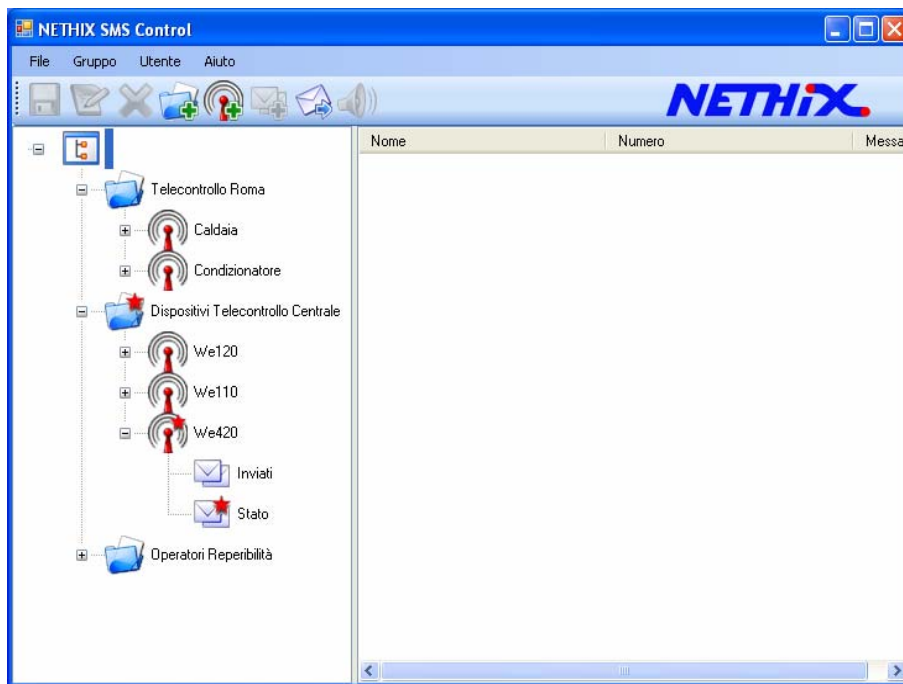 NETHIX SMS Control
File Gruppo Utente Aiuto
NETHiX
Nome Numero Messa
Telecontrollo Roma
Caldaia
Condizionatore
Dispositivi Telecontrollo Centrale
We120
We110
We420
Inviati
Stato
Operatori Reperibilità